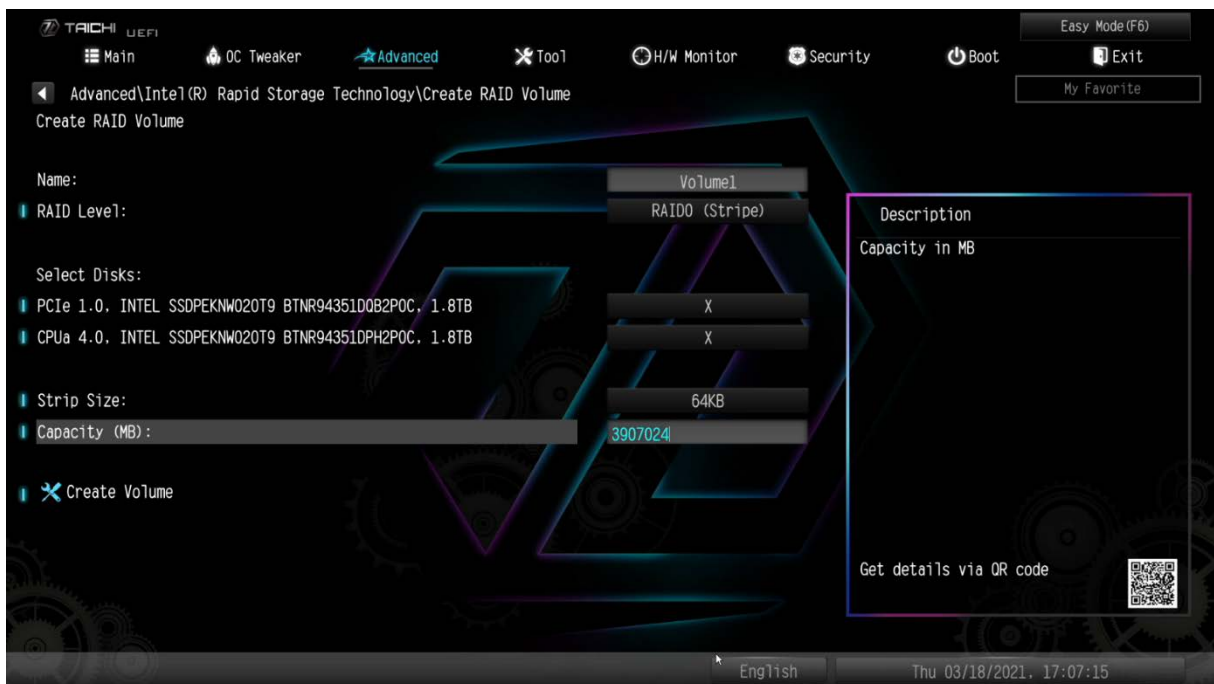 TAICHI UEFI
Easy Mode(F6)
Main OC Tweaker Advanced Tool H/W Monitor Security Boot Exit
Advanced\Intel(R) Rapid Storage Technology\Create RAID Volume
My Favorite
Create RAID Volume
Name: Volume1
RAID Level: RAID0 (Stripe)
Description
Capacity in MB
Select Disks:
PCIe 1.0, INTEL SSDPEKNW020T9 BTNR94351DQB2P0C, 1.8TB X
CPUa 4.0, INTEL SSDPEKNW020T9 BTNR94351DPH2P0C, 1.8TB X
Strip Size: 64KB
Capacity (MB): 3907024
Create Volume
Get details via QR code
English
Thu 03/18/2021, 17:07:15